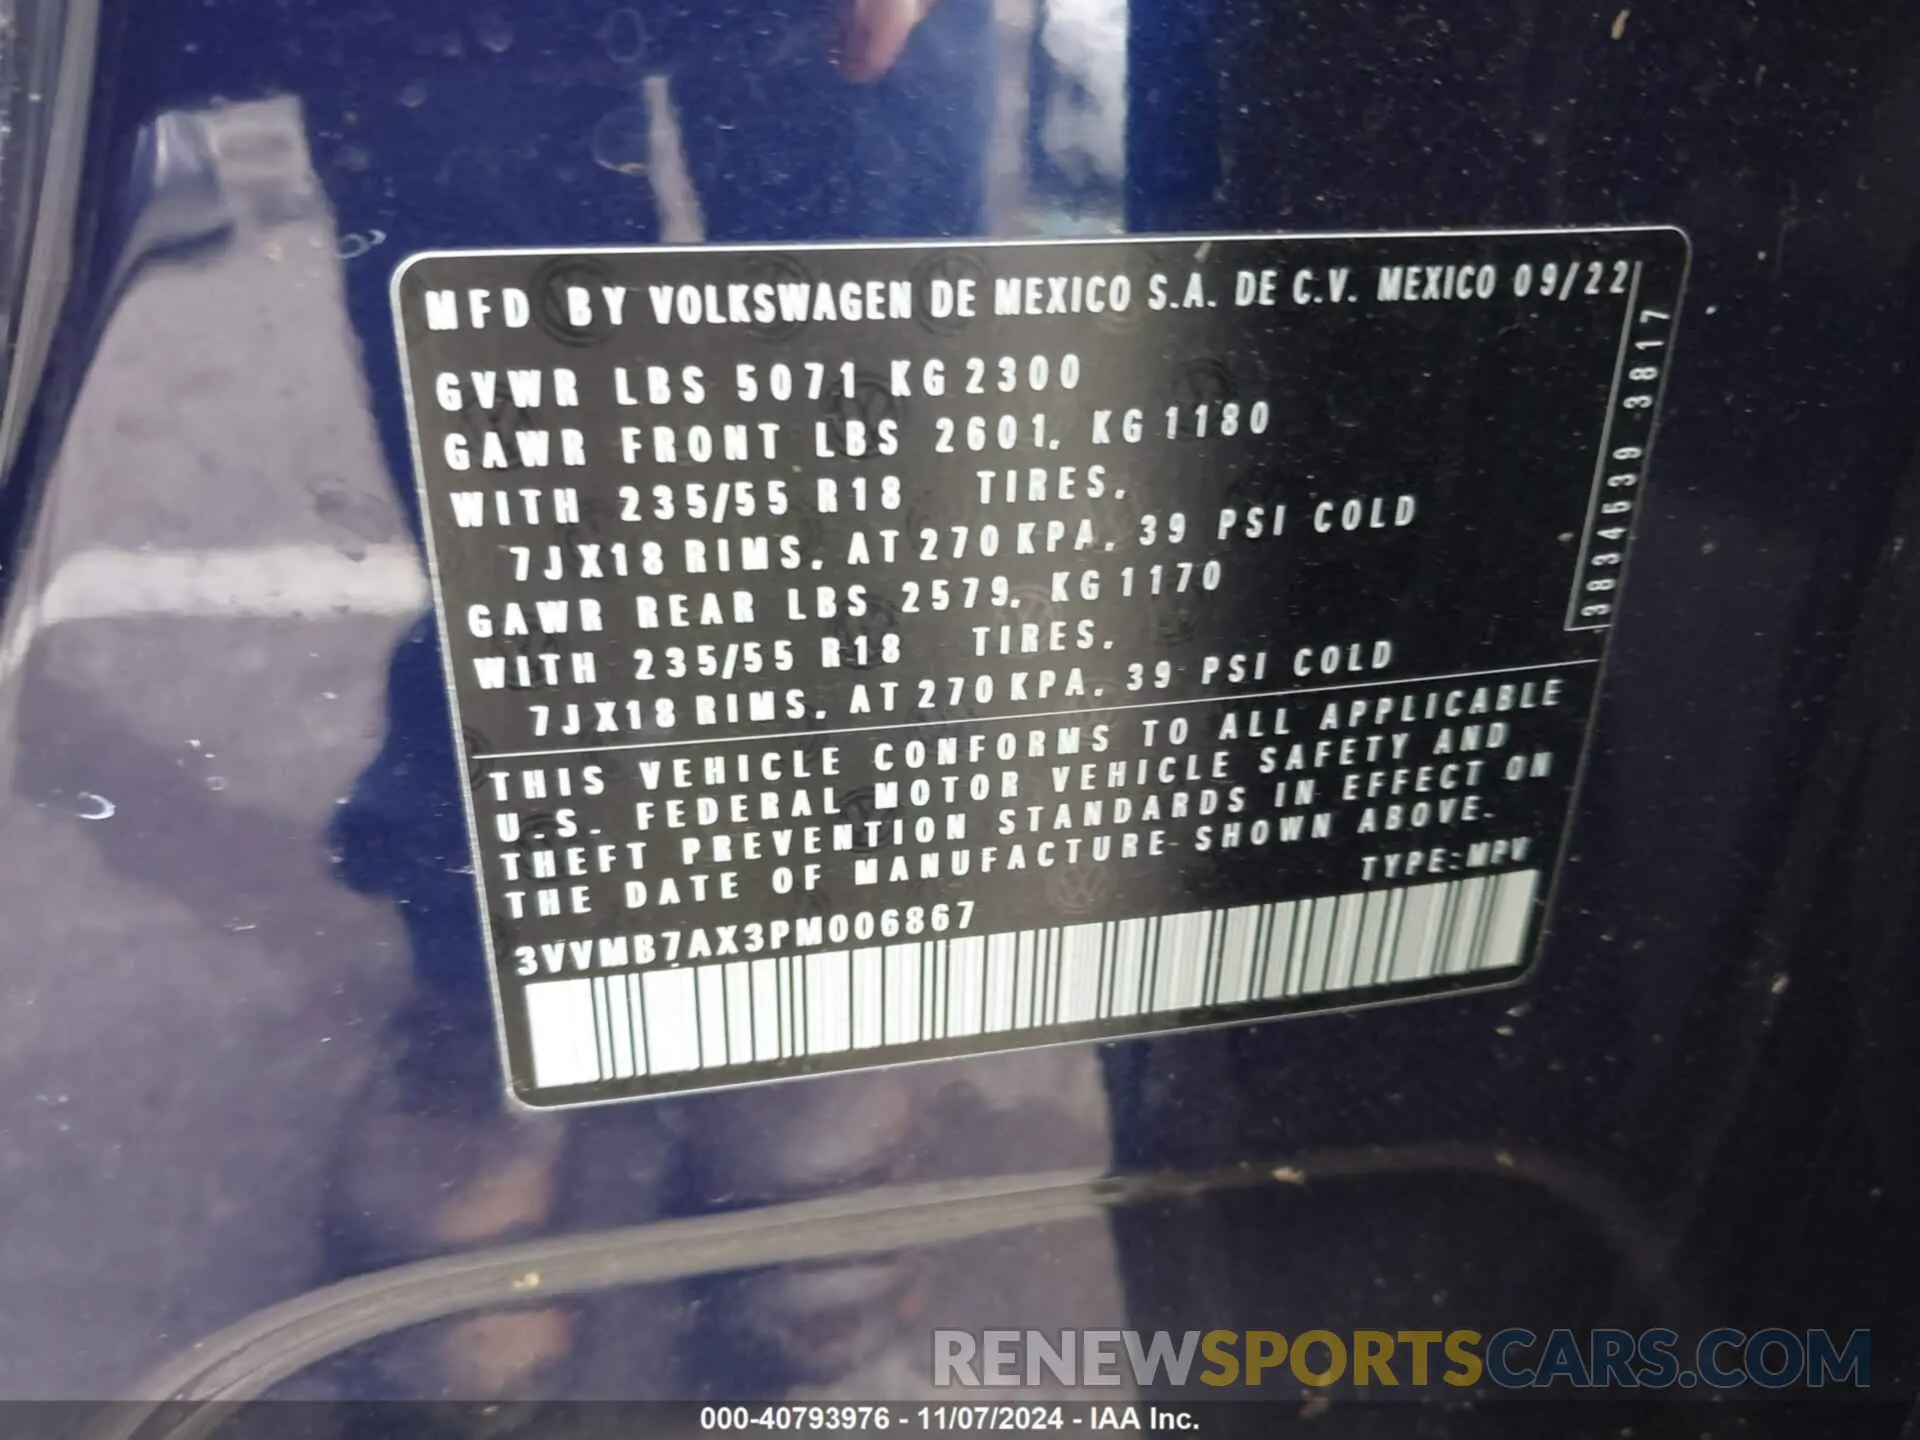 MFD BY VOLKSWAGEN DE MEXICO S.A. DE C.V. MEXICO 09/22
GVWR LBS 5071 KG 2300
GAWR FRONT LBS 2601. KG 1180
WITH 235/55 R18 TIRES.
7JX18 RIMS. AT 270 KPA. 39 PSI COLD
GAWR REAR LBS 2579. KG 1170
WITH 235/55 R18 TIRES.
7JX18 RIMS. AT 270 KPA. 39 PSI COLD
3834539 3817
THIS VEHICLE CONFORMS TO ALL APPLICABLE
U.S. FEDERAL MOTOR VEHICLE SAFETY AND
THEFT PREVENTION STANDARDS IN EFFECT ON
THE DATE OF MANUFACTURE SHOWN ABOVE.
TYPE:MPV
3VVMB7AX3PM006867
RENEWSPORTSCARS.COM
000-40793976 - 11/07/2024 - IAA Inc.